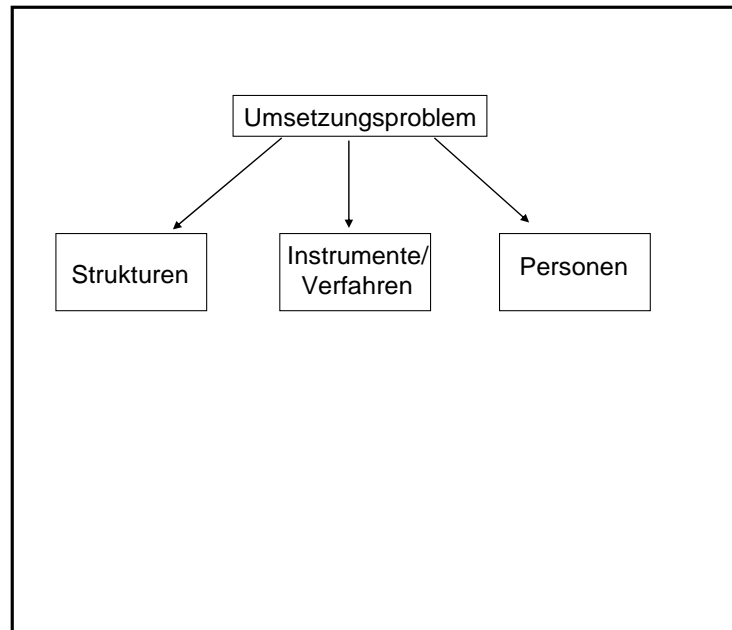 Umsetzungsproblem
Strukturen
Instrumente/
Verfahren
Personen